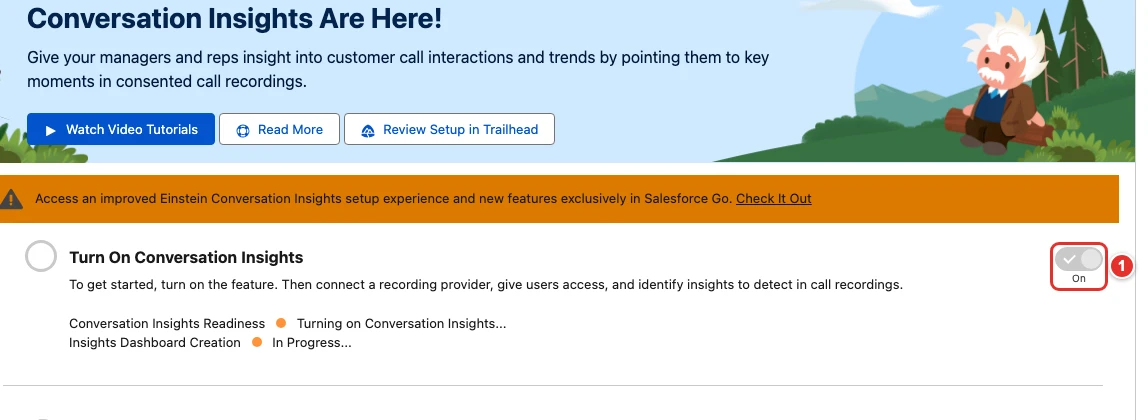 Conversation Insights Are Here!
Give your managers and reps insight into customer call interactions and trends by pointing them to key
moments in consented call recordings.
Watch Video Tutorials
Read More
Review Setup in Trailhead
Access an improved Einstein Conversation Insights setup experience and new features exclusively in Salesforce Go. Check It Out
Turn On Conversation Insights
To get started, turn on the feature. Then connect a recording provider, give users access, and identify insights to detect in call recordings.
On
1
Conversation Insights Readiness Turning on Conversation Insights...
Insights Dashboard Creation In Progress...